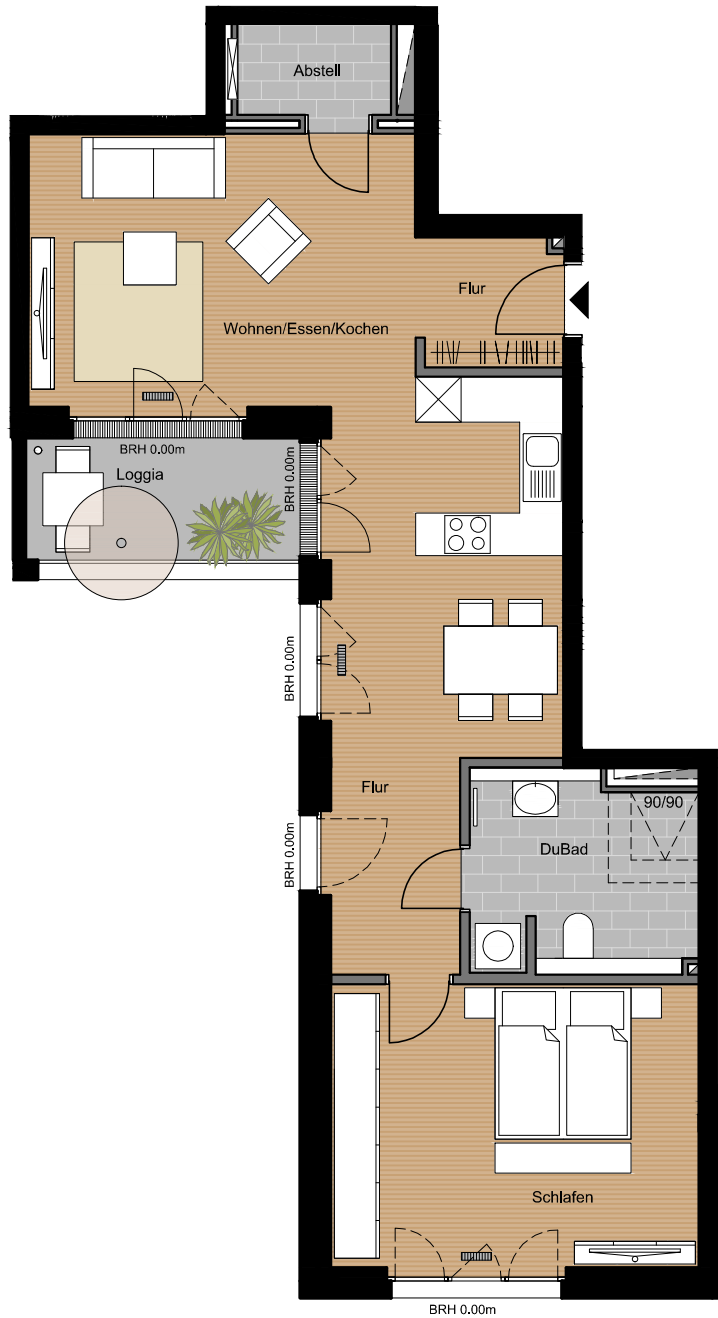 Abstell
Flur
Wohnen/Essen/Kochen
BRH 0.00m
Loggia
BRH 0.00m
BRH 0.00m
Flur
90/90
BRH 0.00m
DuBad
Schlafen
BRH 0.00m